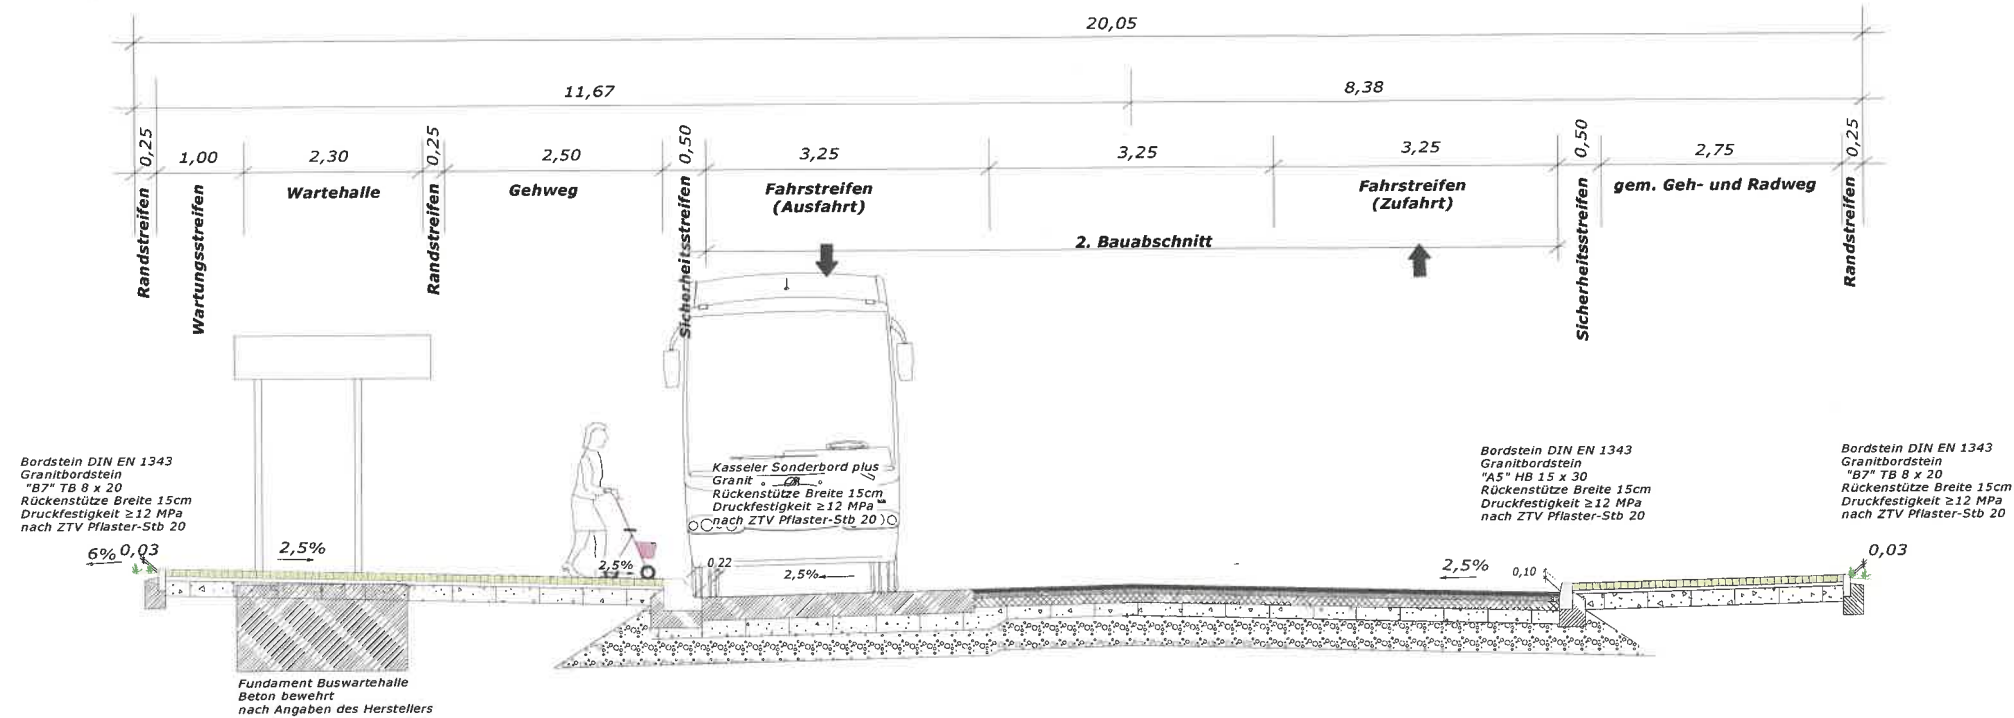 20,05
11,67
8,38
0,25
1,00
2,30
0,25
2,50
0,50
3,25
3,25
3,25
0,50
2,75
0,25
Randstreifen
Wartungsstreifen
Wartehalle
Randstreifen
Gehweg
Sicherheitsstreifen
Fahrstreifen
(Ausfahrt)
Fahrstreifen
(Zufahrt)
Sicherheitsstreifen
gem. Geh- und Radweg
Randstreifen
2. Bauabschnitt
Bordstein DIN EN 1343
Granitbordstein
"B7" TB 8 x 20
Rückenstütze Breite 15cm
Druckfestigkeit ≥12 MPa
nach ZTV Pflaster-Stb 20
Kasseler Sonderbord plus
Granit
Rückenstütze Breite 15cm
Druckfestigkeit ≥12 MPa
nach ZTV Pflaster-Stb 20
Bordstein DIN EN 1343
Granitbordstein
"A5" HB 15 x 30
Rückenstütze Breite 15cm
Druckfestigkeit ≥12 MPa
nach ZTV Pflaster-Stb 20
Bordstein DIN EN 1343
Granitbordstein
"B7" TB 8 x 20
Rückenstütze Breite 15cm
Druckfestigkeit ≥12 MPa
nach ZTV Pflaster-Stb 20
6% 0,03
2,5%
2,5%
0,22
2,5%
2,5%
0,10
0,03
Fundament Buswartehalle
Beton bewehrt
nach Angaben des Herstellers